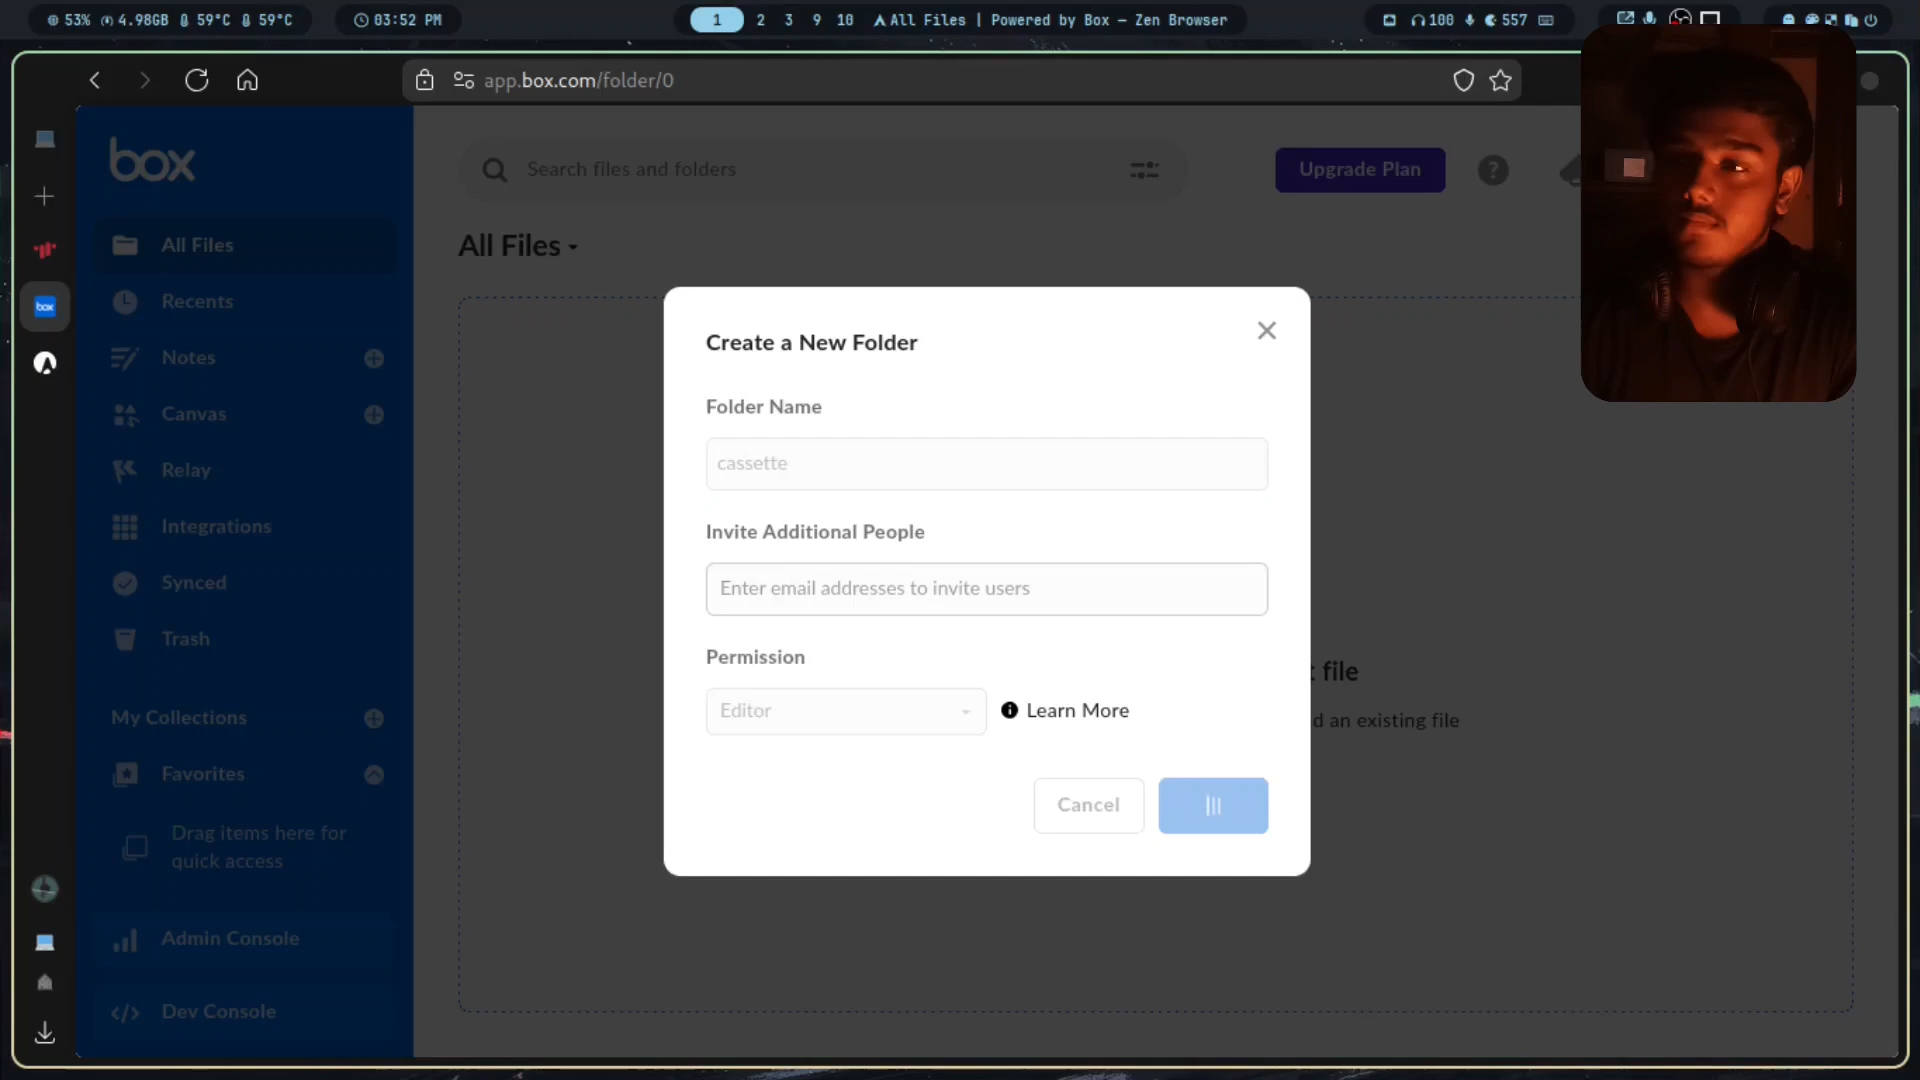 53% 4.98GB 59°C 59°C
03:52 PM
1 2 3 9 10 All Files | Powered by Box — Zen Browser
100 557
app.box.com/folder/0
box
Search files and folders
Upgrade Plan
?
All Files
All Files
Recents
Notes
Canvas
Relay
Integrations
Synced
Trash
My Collections
Favorites
Drag items here for
quick access
Admin Console
Dev Console
box
Create a New Folder
Folder Name
cassette
Invite Additional People
Enter email addresses to invite users
Permission
Editor
Learn More
Cancel
file
d an existing file